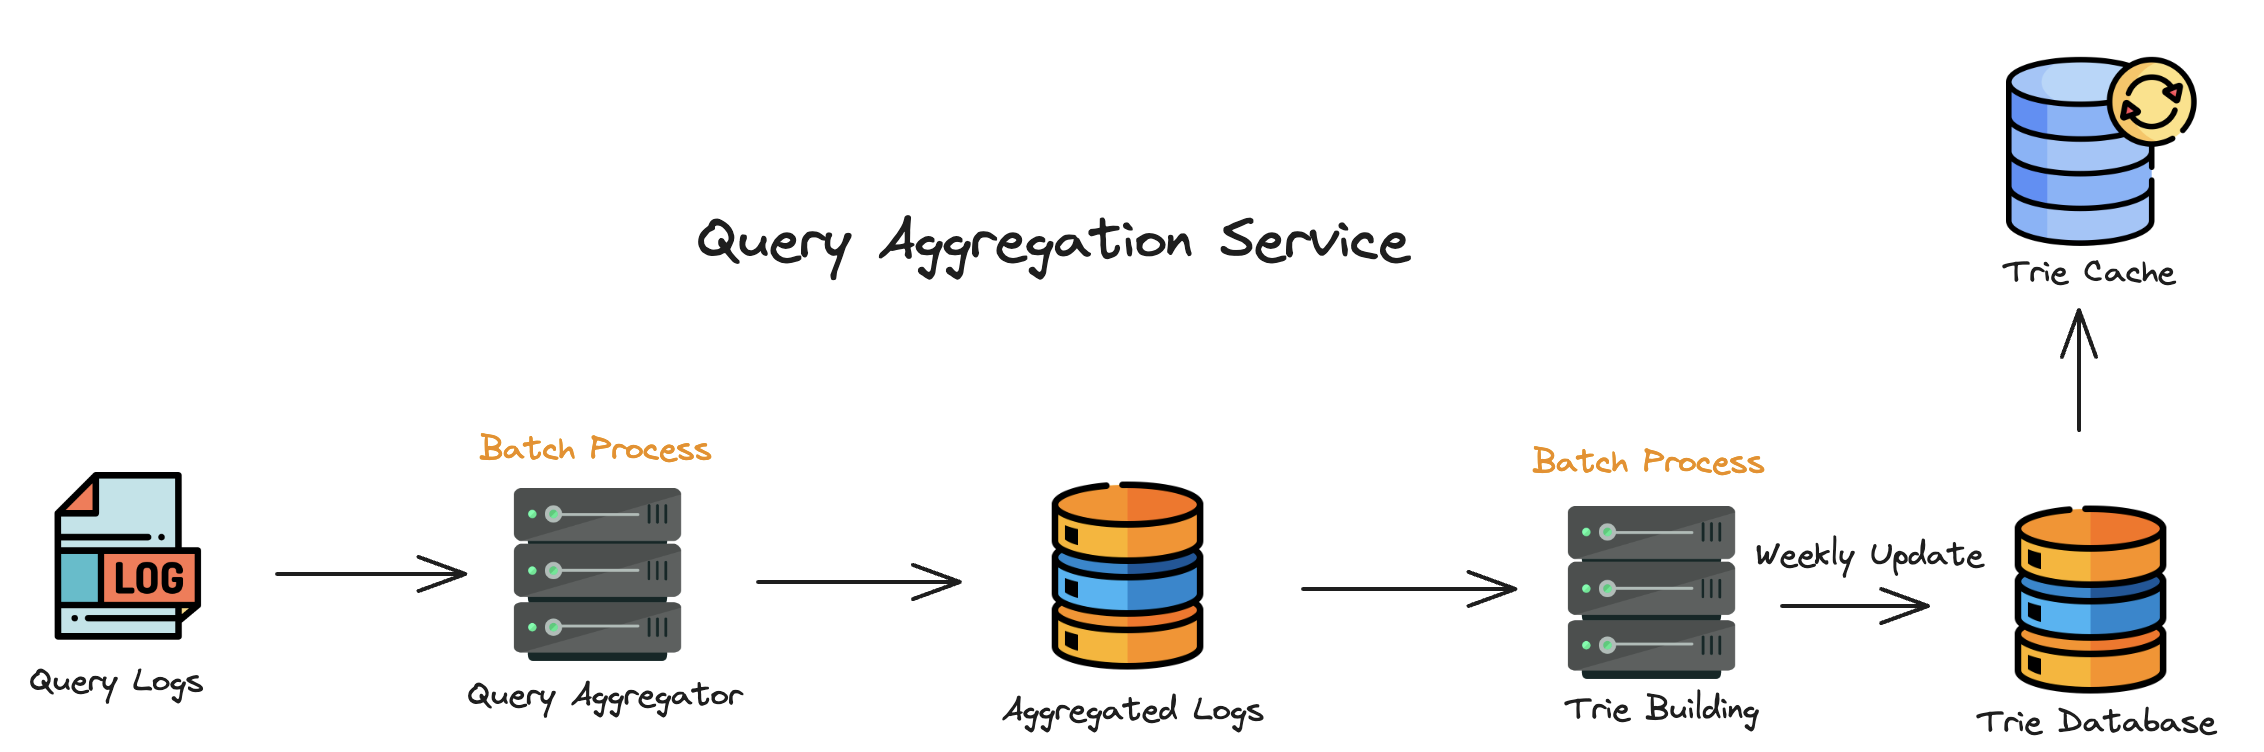 Query Aggregation Service
Trie Cache
Batch Process
Batch Process
LOG
Weekly Update
Query Logs
Query Aggregator
Aggregated Logs
Trie Building
Trie Database